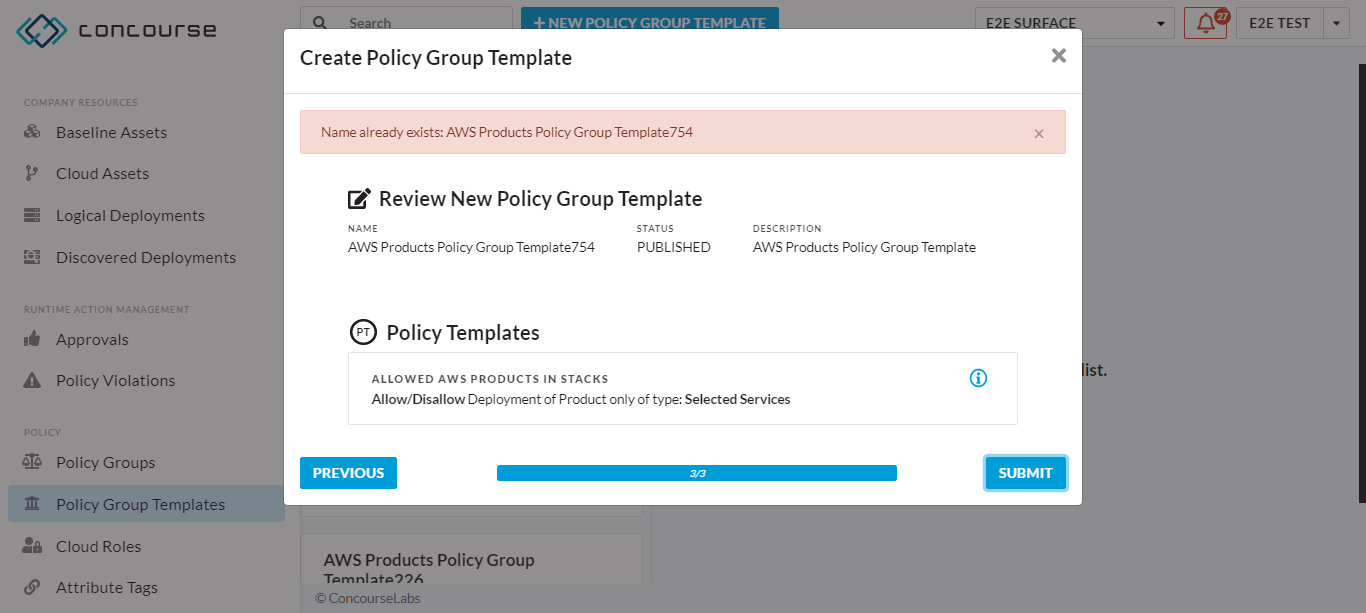 concourse
Search
+ NEW POLICY GROUP TEMPLATE
E2E SURFACE
27
E2E TEST
Create Policy Group Template
×
Name already exists: AWS Products Policy Group Template754
×
Review New Policy Group Template
NAME
STATUS
DESCRIPTION
AWS Products Policy Group Template754
PUBLISHED
AWS Products Policy Group Template
PT
Policy Templates
ALLOWED AWS PRODUCTS IN STACKS
Allow/Disallow Deployment of Product only of type: Selected Services
PREVIOUS
3/3
SUBMIT
COMPANY RESOURCES
Baseline Assets
Cloud Assets
Logical Deployments
Discovered Deployments
RUNTIME ACTION MANAGEMENT
Approvals
Policy Violations
POLICY
Policy Groups
Policy Group Templates
Cloud Roles
Attribute Tags
list.
AWS Products Policy Group
Template226
© ConcourseLabs